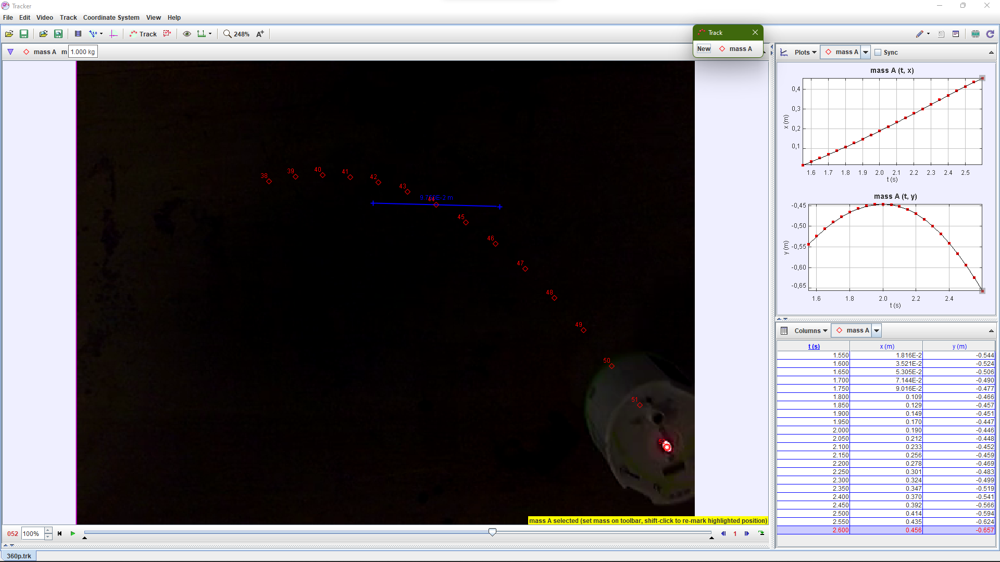 Tracker
File Edit Video Track Coordinate System View Help
Track 248% A
Track
New mass A
mass A m 1.000 kg
Plots mass A Sync
mass A (t, x)
0,4
0,3
0,2
0,1
x (m)
1.6 1.7 1.8 1.9 2.0 2.1 2.2 2.3 2.4 2.5
t (s)
mass A (t, y)
-0,45
-0,50
-0,55
-0,60
-0,65
y (m)
1.6 1.8 2.0 2.2 2.4
t (s)
38 39 40 41 42 43
44
45
46
47
48
49
50
51
Columns mass A
t (s) x (m) y (m)
1.550 1.816E-2 -0.544
1.600 3.521E-2 -0.524
1.650 5.305E-2 -0.506
1.700 7.144E-2 -0.490
1.750 9.016E-2 -0.477
1.800 0.109 -0.466
1.850 0.129 -0.457
1.900 0.149 -0.451
1.950 0.170 -0.447
2.000 0.190 -0.446
2.050 0.212 -0.448
2.100 0.233 -0.452
2.150 0.256 -0.459
2.200 0.278 -0.469
2.250 0.301 -0.483
2.300 0.324 -0.499
2.350 0.347 -0.519
2.400 0.370 -0.541
2.450 0.392 -0.566
2.500 0.414 -0.594
2.550 0.435 -0.624
2.600 0.456 -0.657
mass A selected (set mass on toolbar, shift-click to re-mark highlighted position)
052 100% 1
360p.trk